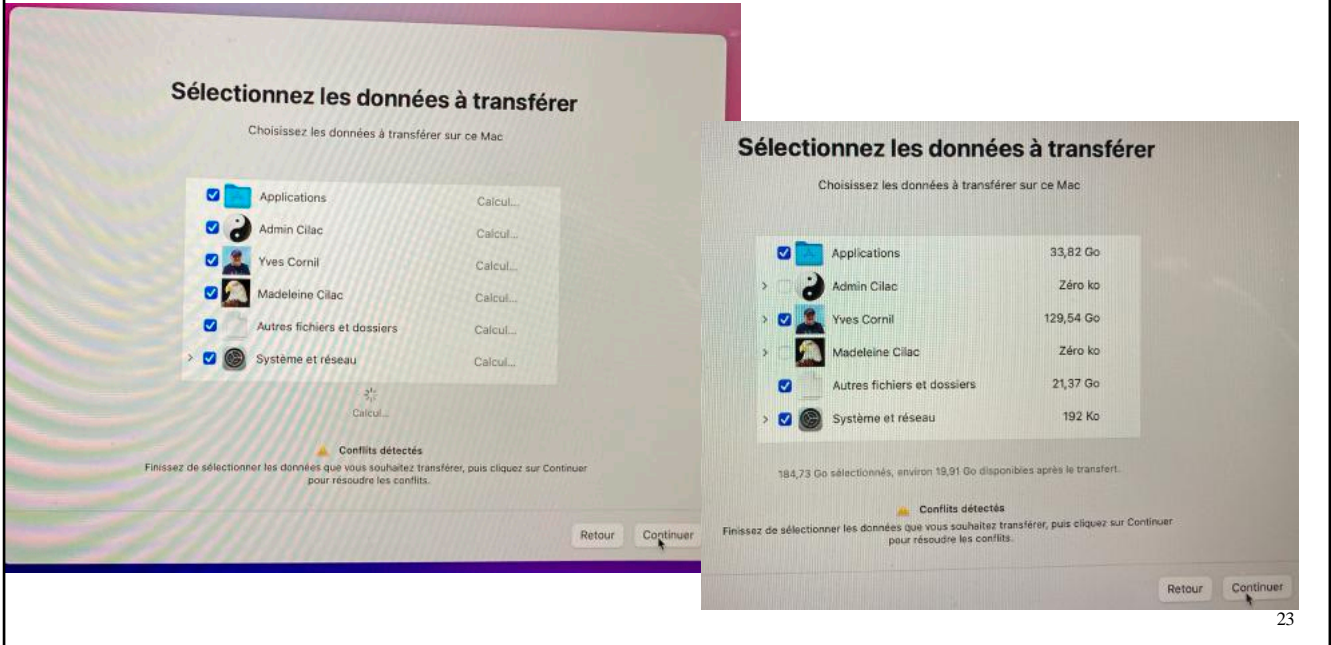 Sélectionnez les données à transférer
Choisissez les données à transférer sur ce Mac
Applications Calcul...
Admin Cilac Calcul...
Yves Cornil Calcul...
Madeleine Cilac Calcul...
Autres fichiers et dossiers Calcul...
Système et réseau Calcul...
Calcul...
Conflits détectés
Finissez de sélectionner les données que vous souhaitez transférer, puis cliquez sur Continuer
pour résoudre les conflits.
Retour Continuer
Sélectionnez les données à transférer
Choisissez les données à transférer sur ce Mac
Applications 33,82 Go
Admin Cilac Zéro ko
Yves Cornil 129,54 Go
Madeleine Cilac Zéro ko
Autres fichiers et dossiers 21,37 Go
Système et réseau 192 Ko
184,73 Go sélectionnés, environ 19,91 Go disponibles après le transfert.
Conflits détectés
Finissez de sélectionner les données que vous souhaitez transférer, puis cliquez sur Continuer
pour résoudre les conflits.
Retour Continuer
23